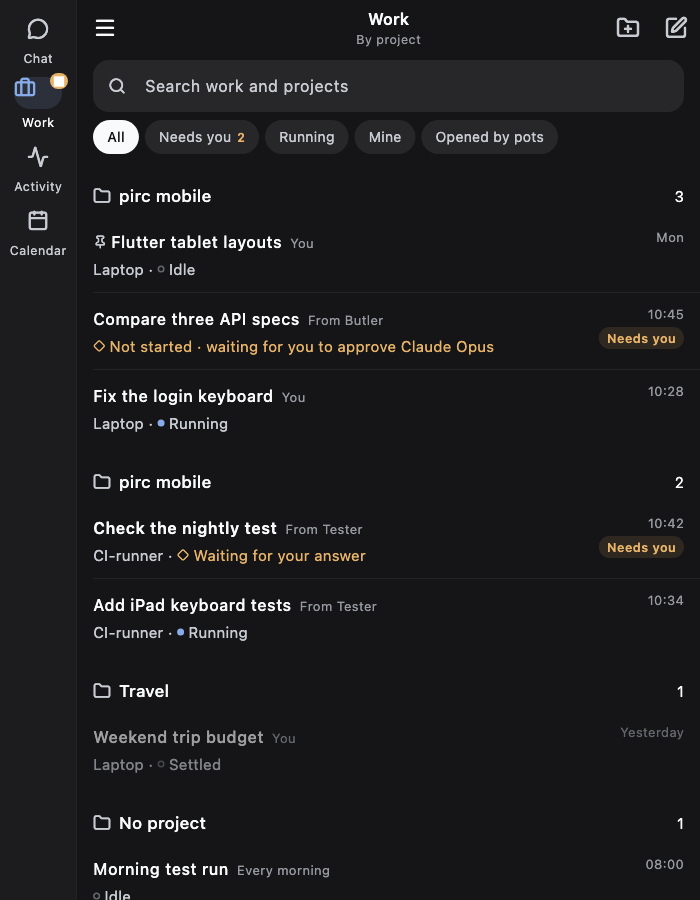 Work
By project
Chat
Work
Activity
Calendar
Search work and projects
All
Needs you 2
Running
Mine
Opened by pots
pirc mobile 3
Flutter tablet layouts You Mon
Laptop · Idle
Compare three API specs From Butler 10:45
Not started · waiting for you to approve Claude Opus Needs you
Fix the login keyboard You 10:28
Laptop · Running
pirc mobile 2
Check the nightly test From Tester 10:42
CI-runner · Waiting for your answer Needs you
Add iPad keyboard tests From Tester 10:34
CI-runner · Running
Travel 1
Weekend trip budget You Yesterday
Laptop · Settled
No project 1
Morning test run Every morning 08:00
Idle